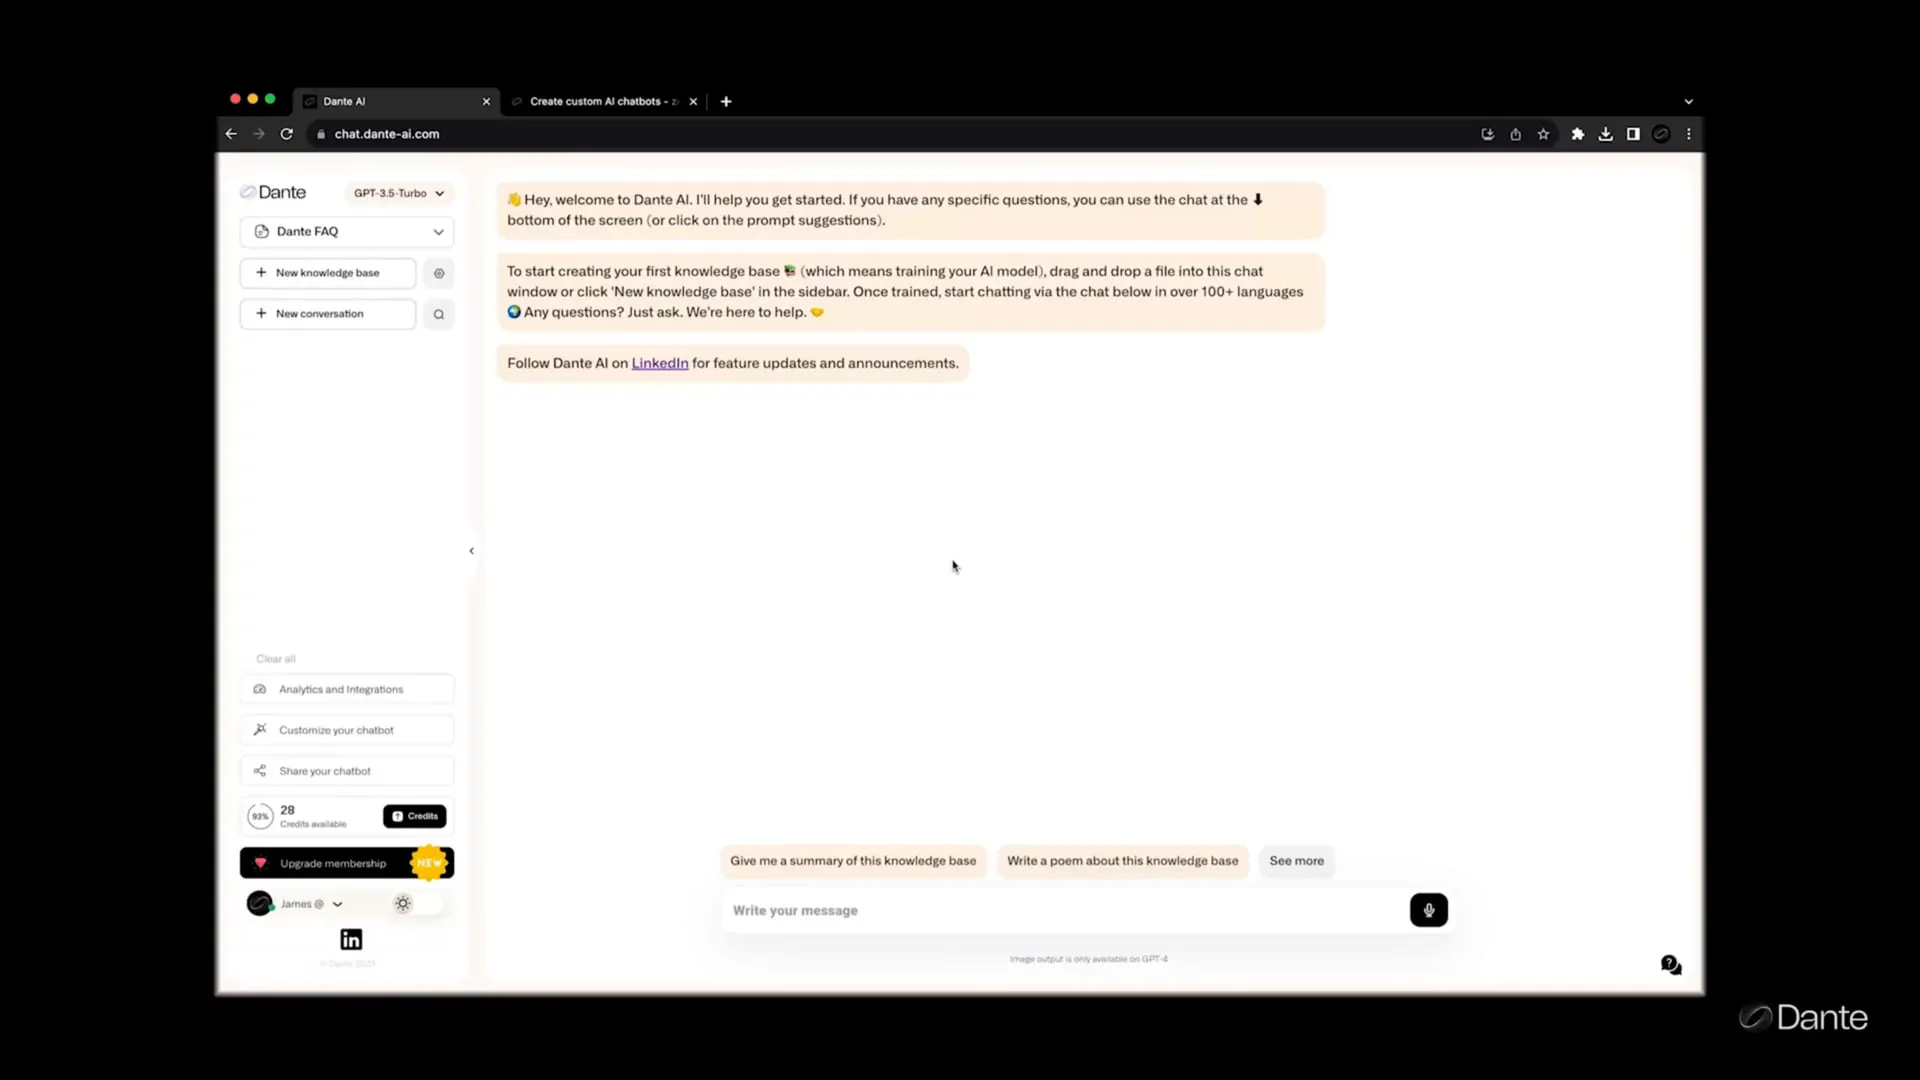 Dante AI
Create custom AI chatbots -
chat.dante-ai.com
Dante
GPT-3.5-Turbo
Dante FAQ
New knowledge base
New conversation
👋 Hey, welcome to Dante AI. I'll help you get started. If you have any specific questions, you can use the chat at the ⬇
bottom of the screen (or click on the prompt suggestions).
To start creating your first knowledge base 📚 (which means training your AI model), drag and drop a file into this chat
window or click 'New knowledge base' in the sidebar. Once trained, start chatting via the chat below in over 100+ languages
🌍 Any questions? Just ask. We're here to help. 🤝
Follow Dante AI on LinkedIn for feature updates and announcements.
Clear all
Analytics and Integrations
Customize your chatbot
Share your chatbot
93%
28
Credits available
Credits
Upgrade membership
NEW
James @
in
© Dante 2023
Give me a summary of this knowledge base
Write a poem about this knowledge base
See more
Write your message
Image output is only available on GPT-4
Dante